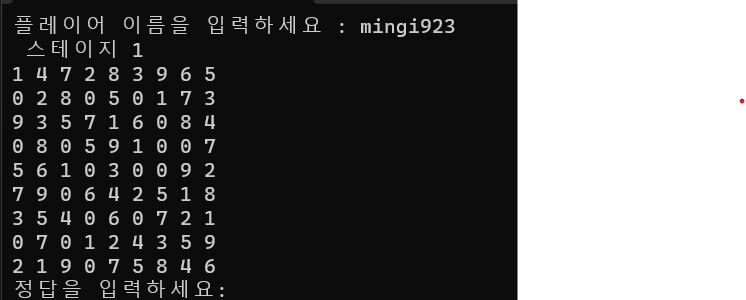 플레이어 이름을 입력하세요 : mingi923
스테이지 1
1 4 7 2 8 3 9 6 5
0 2 8 0 5 0 1 7 3
9 3 5 7 1 6 0 8 4
0 8 0 5 9 1 0 0 7
5 6 1 0 3 0 0 9 2
7 9 0 6 4 2 5 1 8
3 5 4 0 6 0 7 2 1
0 7 0 1 2 4 3 5 9
2 1 9 0 7 5 8 4 6
정답을 입력하세요: